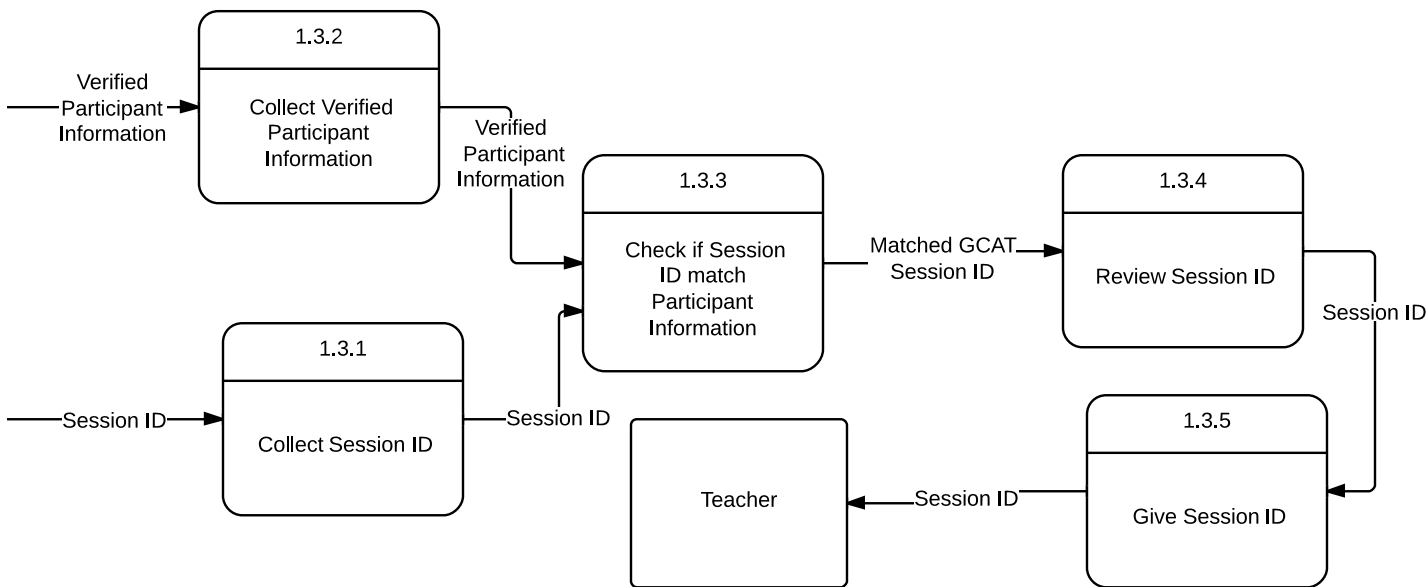 1.3.2
Verified
Participant
Information
Collect Verified
Participant
Information
Verified
Participant
Information
1.3.3
Check if Session
ID match
Participant
Information
Matched GCAT
Session ID
1.3.4
Review Session ID
Session ID
1.3.1
Session ID
Collect Session ID
Session ID
1.3.5
Give Session ID
Session ID
Teacher